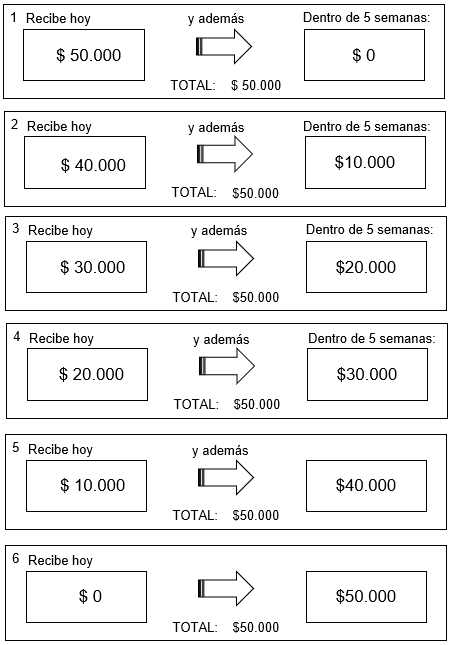 1 Recibe hoy y además Dentro de 5 semanas:
$ 50.000 $ 0
TOTAL: $ 50.000
2 Recibe hoy y además Dentro de 5 semanas:
$ 40.000 $10.000
TOTAL: $50.000
3 Recibe hoy y además Dentro de 5 semanas:
$ 30.000 $20.000
TOTAL: $50.000
4 Recibe hoy y además Dentro de 5 semanas:
$ 20.000 $30.000
TOTAL: $50.000
5 Recibe hoy y además
$ 10.000 $40.000
TOTAL: $50.000
6 Recibe hoy
$ 0 $50.000
TOTAL: $50.000